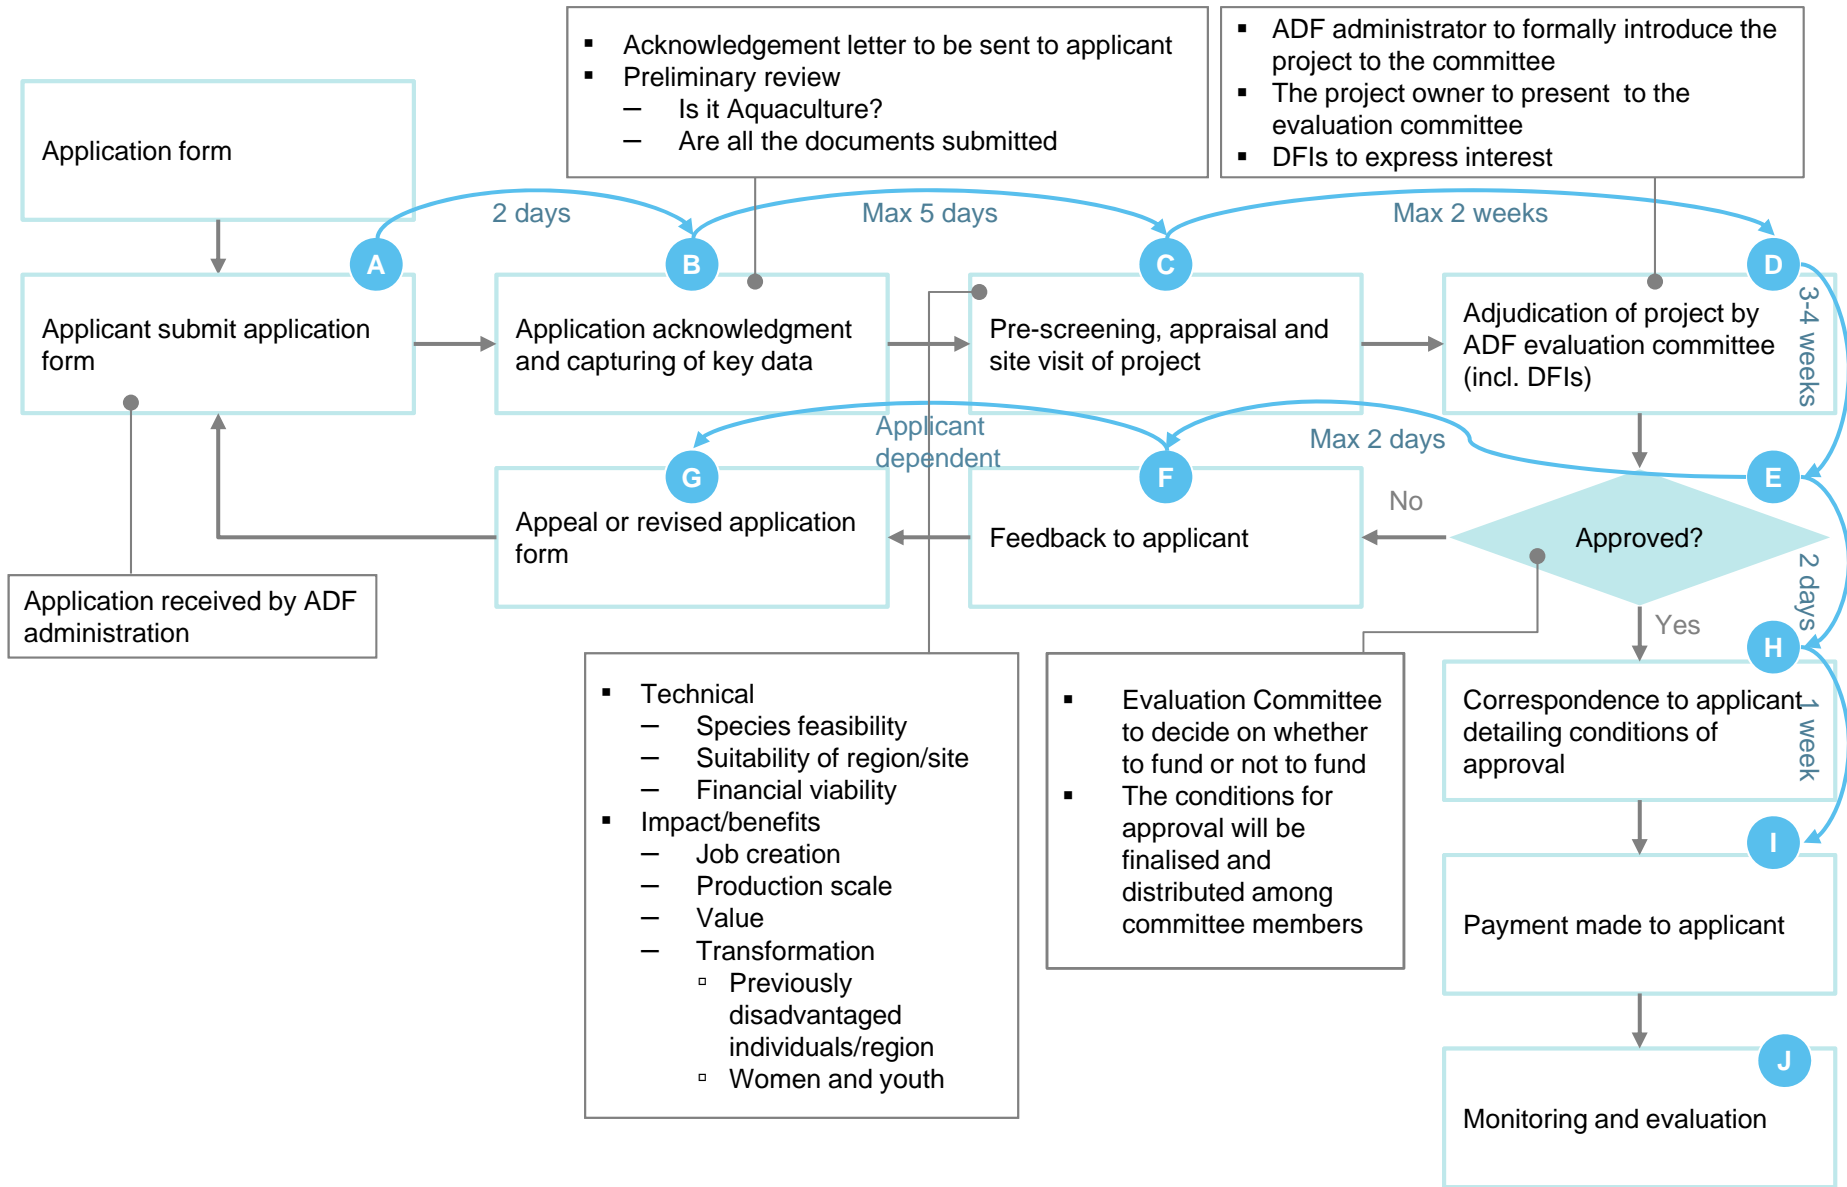 ▪ Acknowledgement letter to be sent to applicant
▪ Preliminary review
– Is it Aquaculture?
– Are all the documents submitted
▪ ADF administrator to formally introduce the
project to the committee
▪ The project owner to present to the
evaluation committee
▪ DFIs to express interest
Application form
2 days
Max 5 days
Max 2 weeks
A
B
C
D
Applicant submit application
form
Application acknowledgment
and capturing of key data
Pre-screening, appraisal and
site visit of project
Adjudication of project by
ADF evaluation committee
(incl. DFIs)
3-4 weeks
Applicant
dependent
Max 2 days
G
F
E
Appeal or revised application
form
Feedback to applicant
No
Approved?
2 days
Yes
Application received by ADF
administration
H
▪ Technical
– Species feasibility
– Suitability of region/site
– Financial viability
▪ Impact/benefits
– Job creation
– Production scale
– Value
– Transformation
▫ Previously
disadvantaged
individuals/region
▫ Women and youth
▪ Evaluation Committee
to decide on whether
to fund or not to fund
▪ The conditions for
approval will be
finalised and
distributed among
committee members
Correspondence to applicant
detailing conditions of
approval
1 week
I
Payment made to applicant
J
Monitoring and evaluation